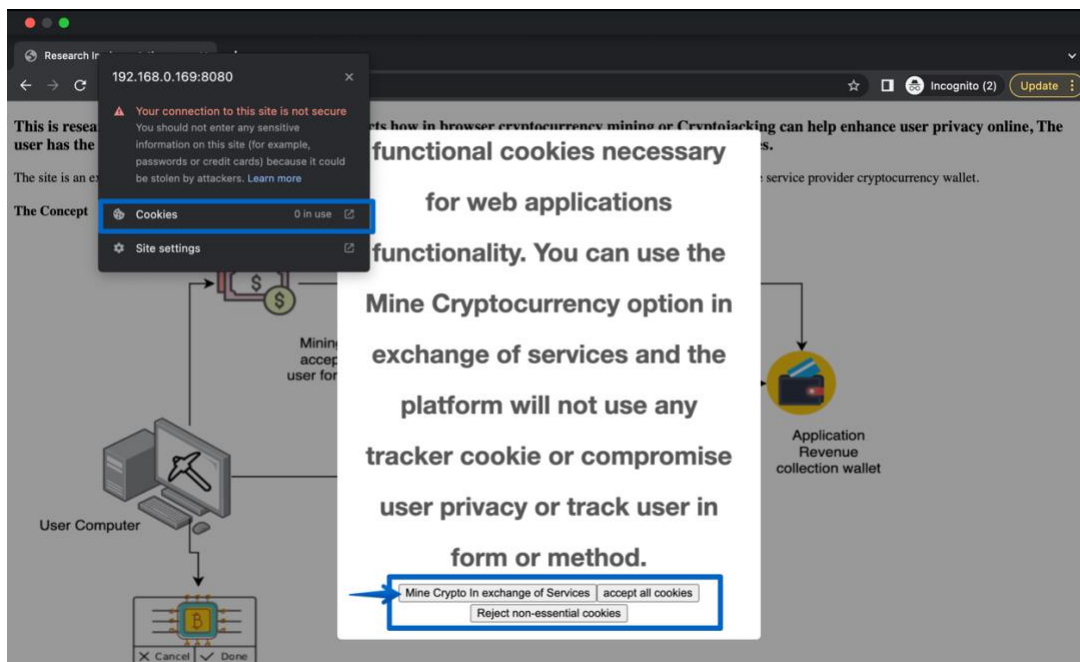 Research Im
192.168.0.169:8080
Incognito (2)
Update
Your connection to this site is not secure
You should not enter any sensitive
information on this site (for example,
passwords or credit cards) because it could
be stolen by attackers. Learn more
Cookies 0 in use
Site settings
This is resea
cts how in browser cryptocurrency mining or Cryptojacking can help enhance user privacy online, The
user has the
es.
The site is an ex
service provider cryptocurrency wallet.
The Concept
functional cookies necessary
for web applications
functionality. You can use the
Mine Cryptocurrency option in
exchange of services and the
platform will not use any
tracker cookie or compromise
user privacy or track user in
form or method.
Mine Crypto In exchange of Services accept all cookies
Reject non-essential cookies
$
$
Mining
accep
user for
Application
Revenue
collection wallet
User Computer
B
X Cancel ✓ Done